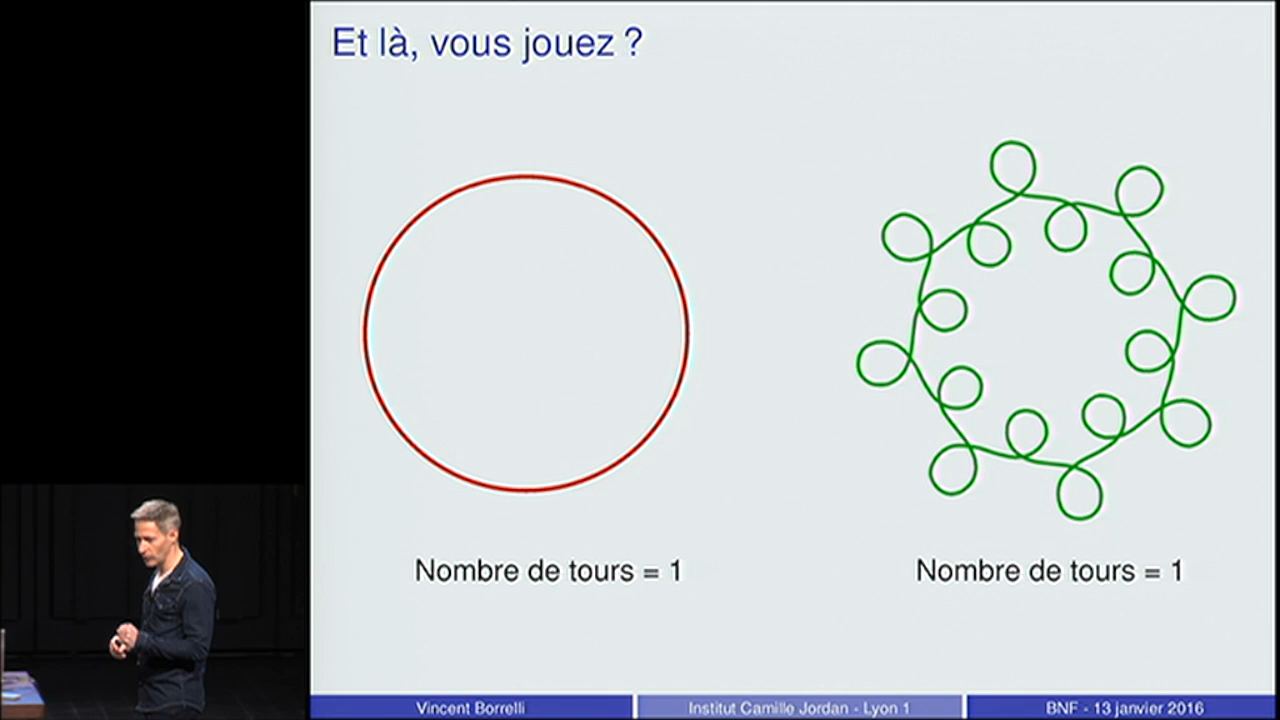 Et là, vous jouez ?
Nombre de tours = 1
Nombre de tours = 1
Vincent Borrelli
Institut Camille Jordan - Lyon 1
BNF - 13 janvier 2016